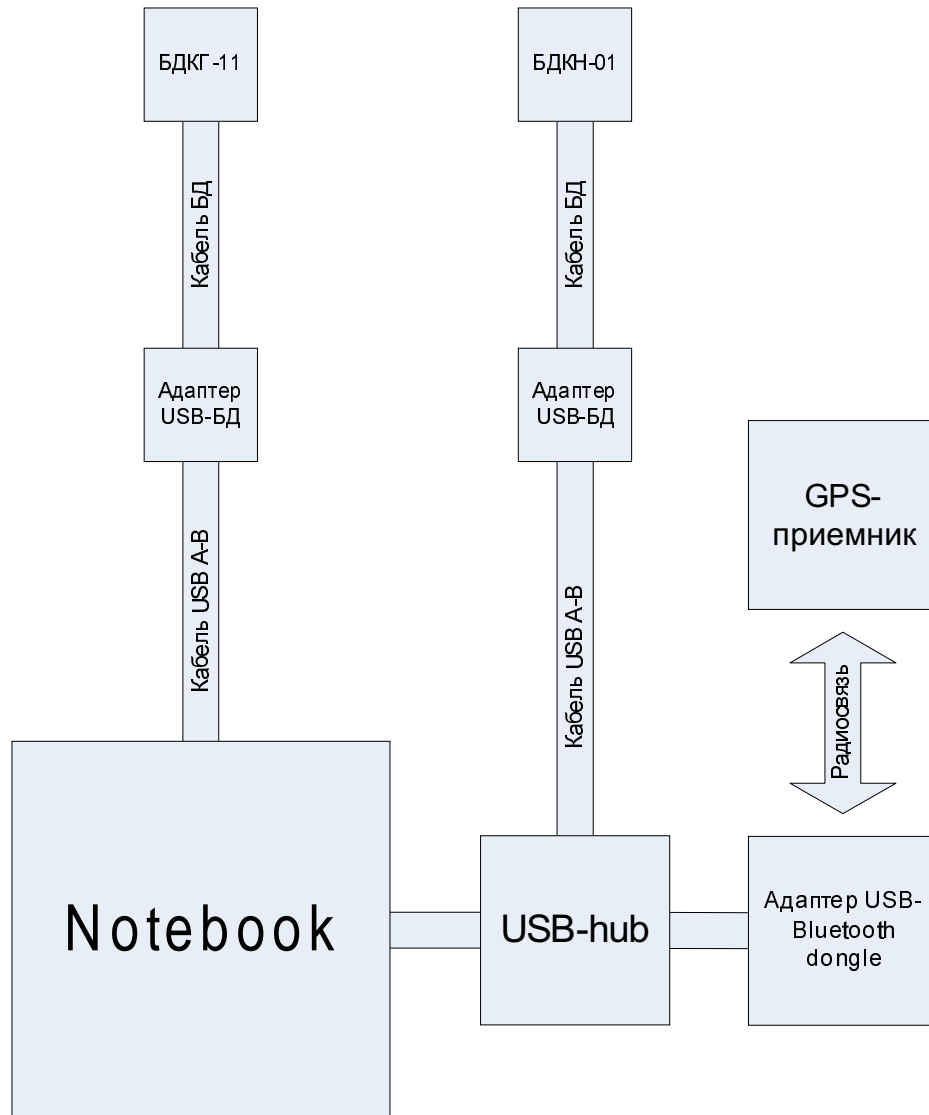 БДКГ-11
БДКН-01
Кабель БД
Кабель БД
Адаптер
USB-БД
Адаптер
USB-БД
GPS-
приемник
Кабель USB A-B
Кабель USB A-B
Радиосвязь
Notebook
USB-hub
Адаптер USB-
Bluetooth
dongle